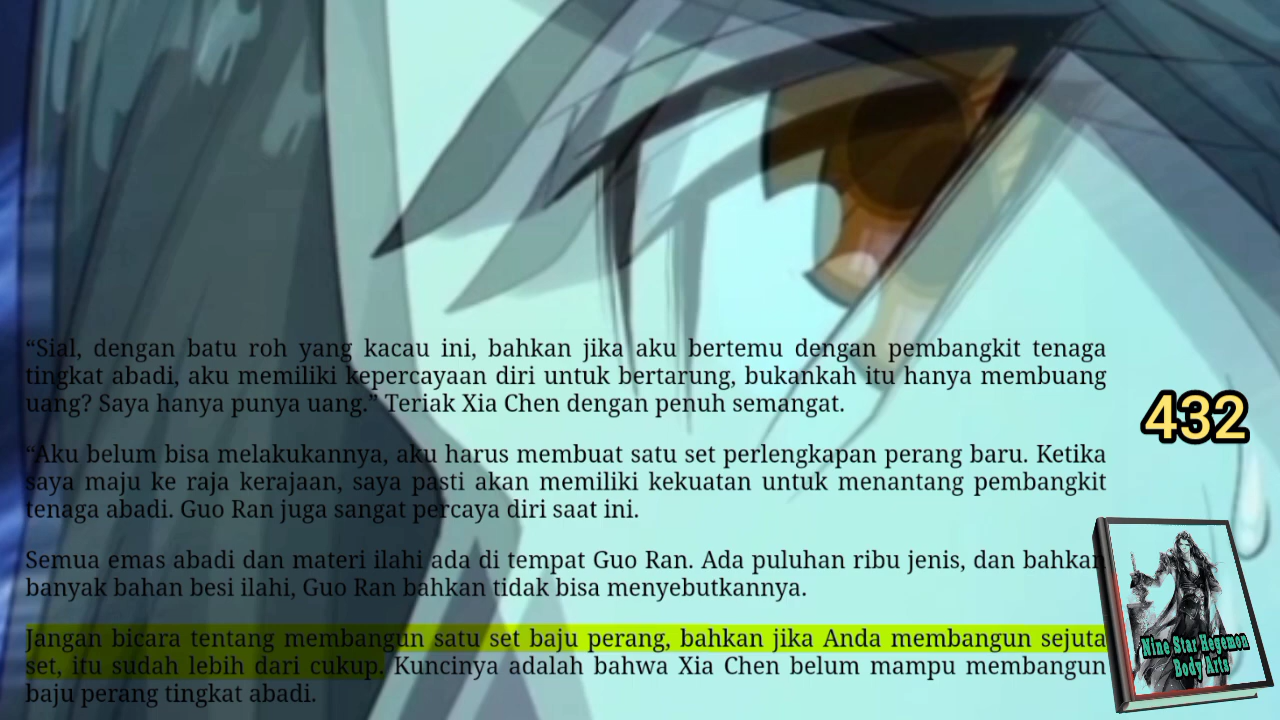 “Sial, dengan batu roh yang kacau ini, bahkan jika aku bertemu dengan pembangkit tenaga
tingkat abadi, aku memiliki kepercayaan diri untuk bertarung, bukankah itu hanya membuang
uang? Saya hanya punya uang.” Teriak Xia Chen dengan penuh semangat.
“Aku belum bisa melakukannya, aku harus membuat satu set perlengkapan perang baru. Ketika
saya maju ke raja kerajaan, saya pasti akan memiliki kekuatan untuk menantang pembangkit
tenaga abadi. Guo Ran juga sangat percaya diri saat ini.
Semua emas abadi dan materi ilahi ada di tempat Guo Ran. Ada puluhan ribu jenis, dan bahkan
banyak bahan besi ilahi, Guo Ran bahkan tidak bisa menyebutkannya.
Jangan bicara tentang membangun satu set baju perang, bahkan jika Anda membangun sejuta
set, itu sudah lebih dari cukup. Kuncinya adalah bahwa Xia Chen belum mampu membangun
baju perang tingkat abadi.
432
Nine Star Hegemon
Body Arts